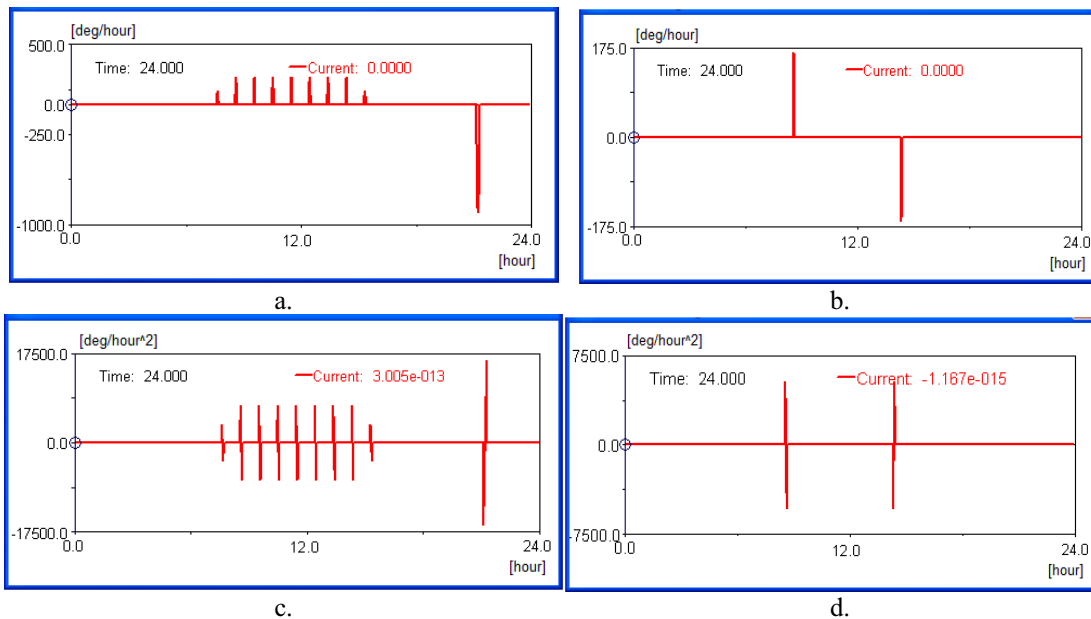 [deg/hour]
500.0
Time: 24.000
Current: 0.0000
0.0
-250.0
-1000.0
0.0
12.0
24.0
[hour]
a.
[deg/hour]
175.0
Time: 24.000
Current: 0.0000
0.0
-175.0
0.0
12.0
24.0
[hour]
b.
[deg/hour^2]
17500.0
Time: 24.000
Current: 3.005e-013
0.0
-17500.0
0.0
12.0
24.0
[hour]
c.
[deg/hour^2]
7500.0
Time: 24.000
Current: -1.167e-015
0.0
-7500.0
0.0
12.0
24.0
[hour]
d.